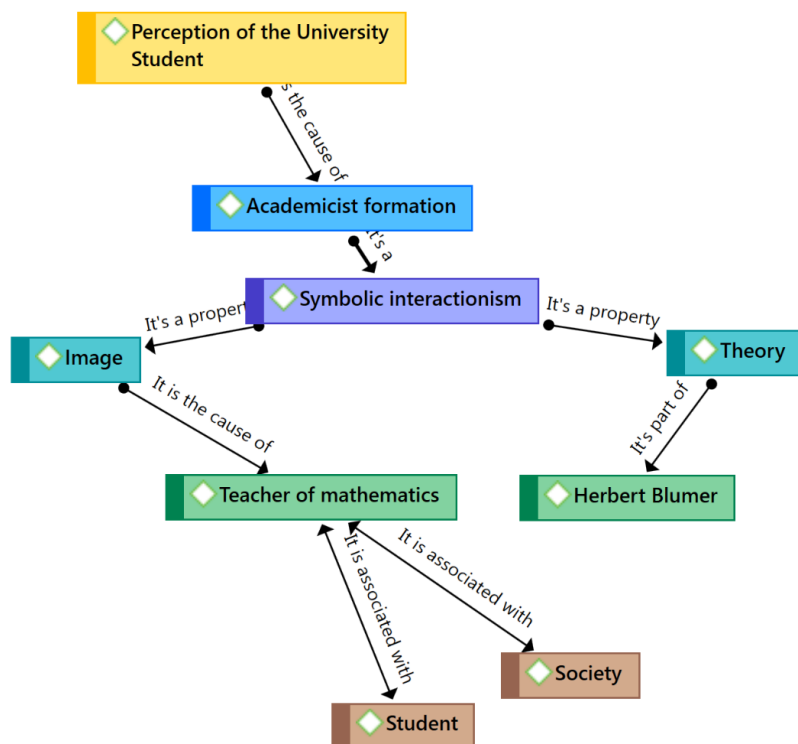 Perception of the University
Student
s the cause of
Academicist formation
It's a
Symbolic interactionism
It's a propert
It's a property
Image
Theory
It is the cause of
It's part of
Teacher of mathematics
Herbert Blumer
It is associated with
It is associated with
Society
Student